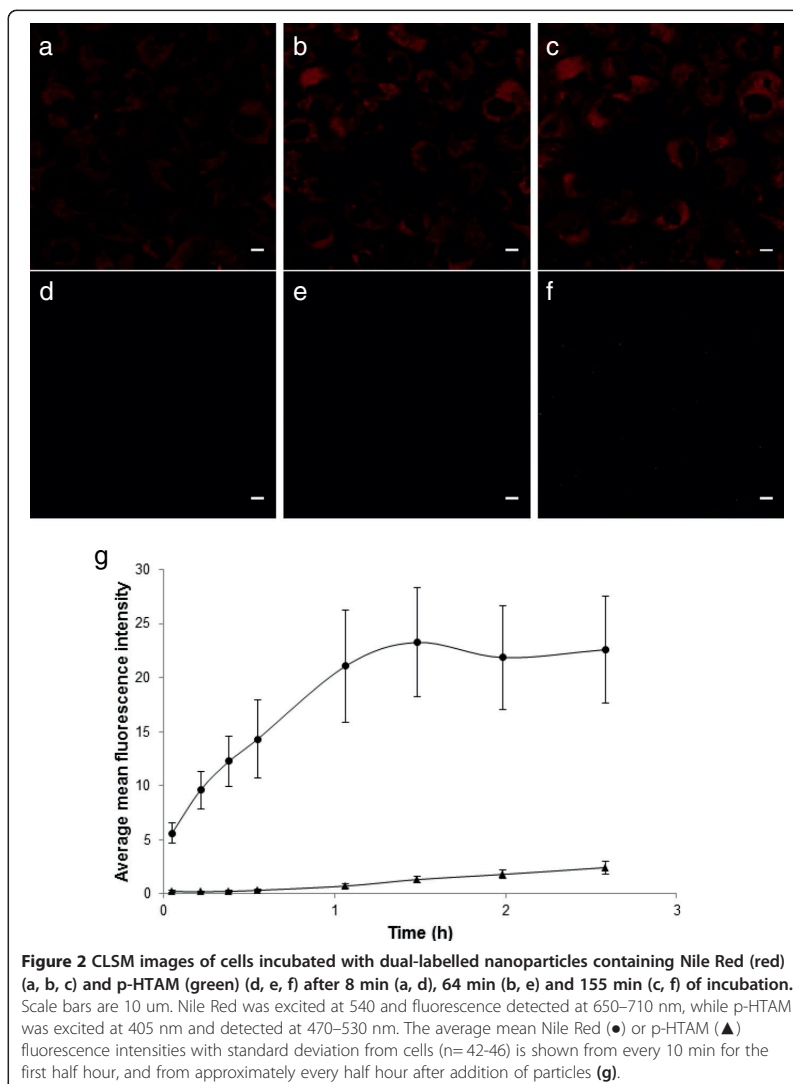 a
b
c
d
e
f
g
30
25
20
15
10
5
0
Average mean fluorescence intensity
0
1
2
3
Time (h)
Figure 2 CLSM images of cells incubated with dual-labelled nanoparticles containing Nile Red (red)
(a, b, c) and p-HTAM (green) (d, e, f) after 8 min (a, d), 64 min (b, e) and 155 min (c, f) of incubation.
Scale bars are 10 um. Nile Red was excited at 540 and fluorescence detected at 650–710 nm, while p-HTAM
was excited at 405 nm and detected at 470–530 nm. The average mean Nile Red (●) or p-HTAM (▲)
fluorescence intensities with standard deviation from cells (n= 42-46) is shown from every 10 min for the
first half hour, and from approximately every half hour after addition of particles (g).